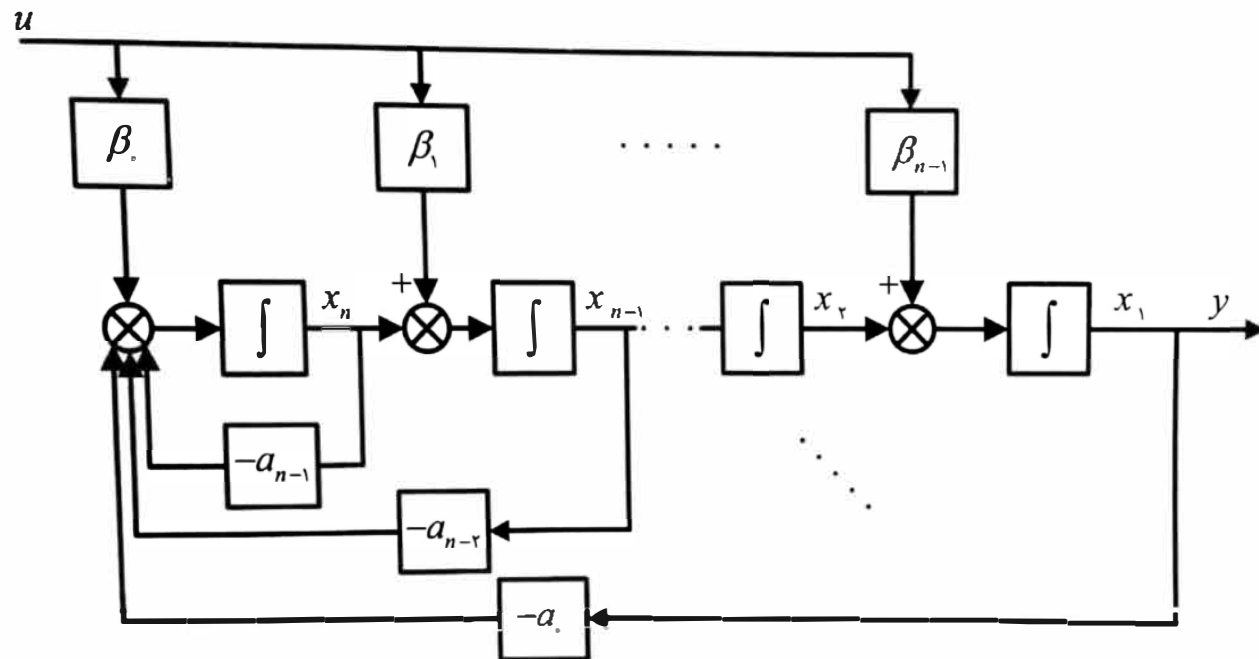 u
β۰ β۱ ..... βn-۱
+ +
∫ xn ∫ xn-۱ ... ∫ x۲ ∫ x۱ y
-an-۱
-an-۲
-a۰